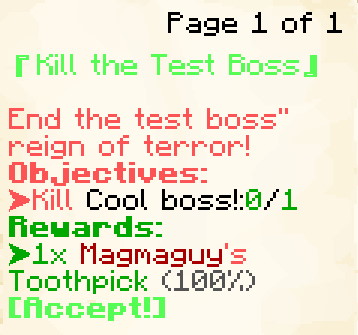 Page 1 of 1
『Kill the Test Boss』
End the test boss"
reign of terror!
Objectives:
➤Kill Cool boss!:0/1
Rewards:
➤1x Magmaguy's
Toothpick (100%)
[Accept!]